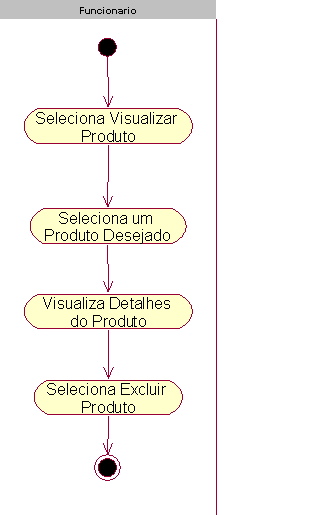 Funcionario
Seleciona Visualizar
Produto
Seleciona um
Produto Desejado
Visualiza Detalhes
do Produto
Seleciona Excluir
Produto